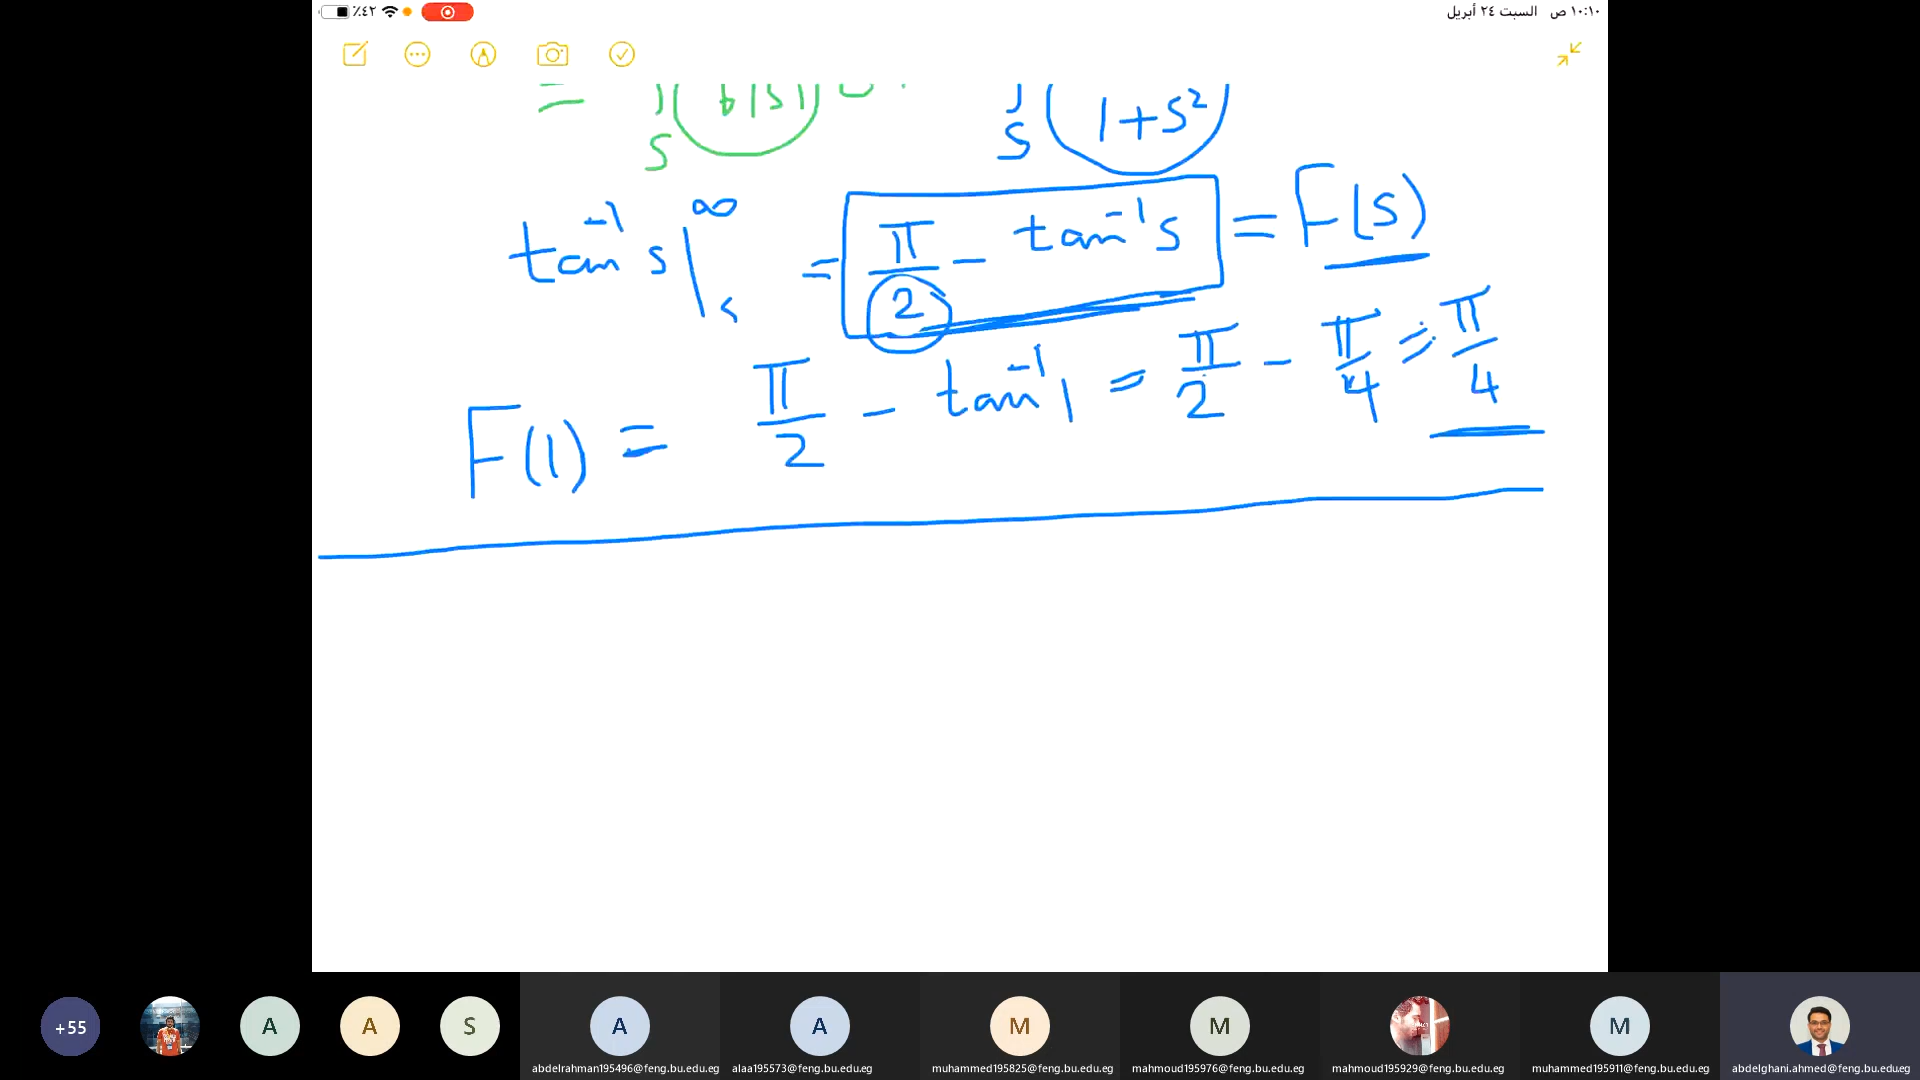 ٪٤٢
١٠:١٠ ص السبت ٢٤ أبريل
= ∫
s
∫ 1+s²
s
tan⁻¹ s |∞ = π/2 - tan⁻¹ s = F(s)
F(1) = π/2 - tan⁻¹ 1 = π/2 - π/4 = π/4
+55
A
A
S
A
A
M
M
M
abdelrahman195496@feng.bu.edu.eg
alaa195573@feng.bu.edu.eg
muhammed195825@feng.bu.edu.eg
mahmoud195976@feng.bu.edu.eg
mahmoud195929@feng.bu.edu.eg
muhammed195911@feng.bu.edu.eg
abdelghani.ahmed@feng.bu.edu.eg